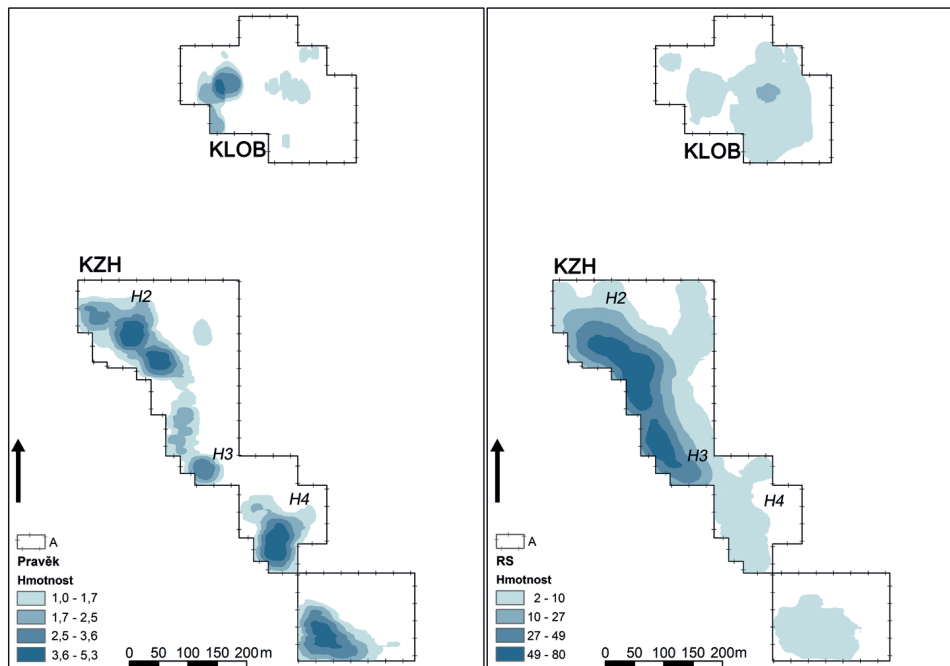 KLOB
KZH
H2
H3
H4
A
Pravěk
Hmotnost
1,0 - 1,7
1,7 - 2,5
2,5 - 3,6
3,6 - 5,3
0 50 100 150 200 m
KLOB
KZH
H2
H3
H4
A
RS
Hmotnost
2 - 10
10 - 27
27 - 49
49 - 80
0 50 100 150 200 m